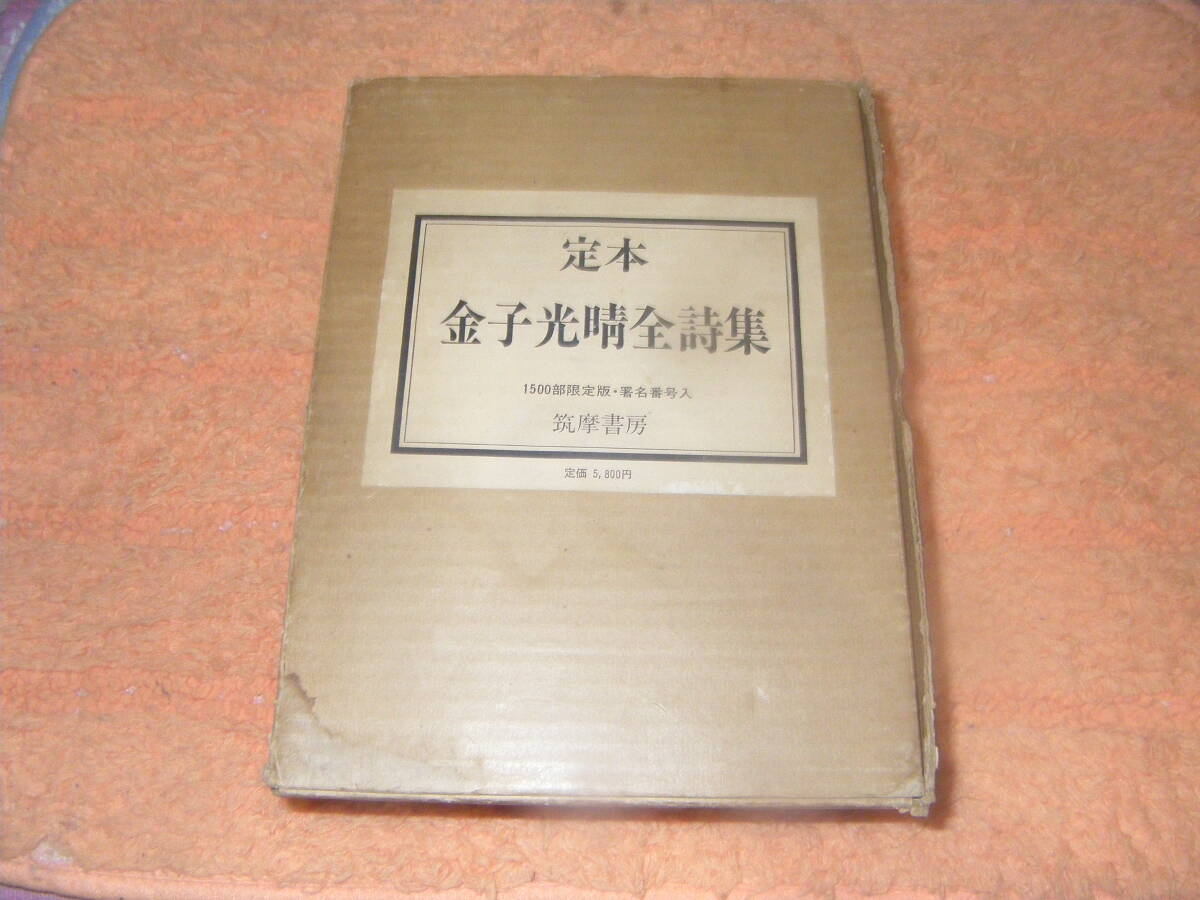 定本
金子光晴全詩集
1500部限定版・署名番号入
筑摩書房
定価 5,800円